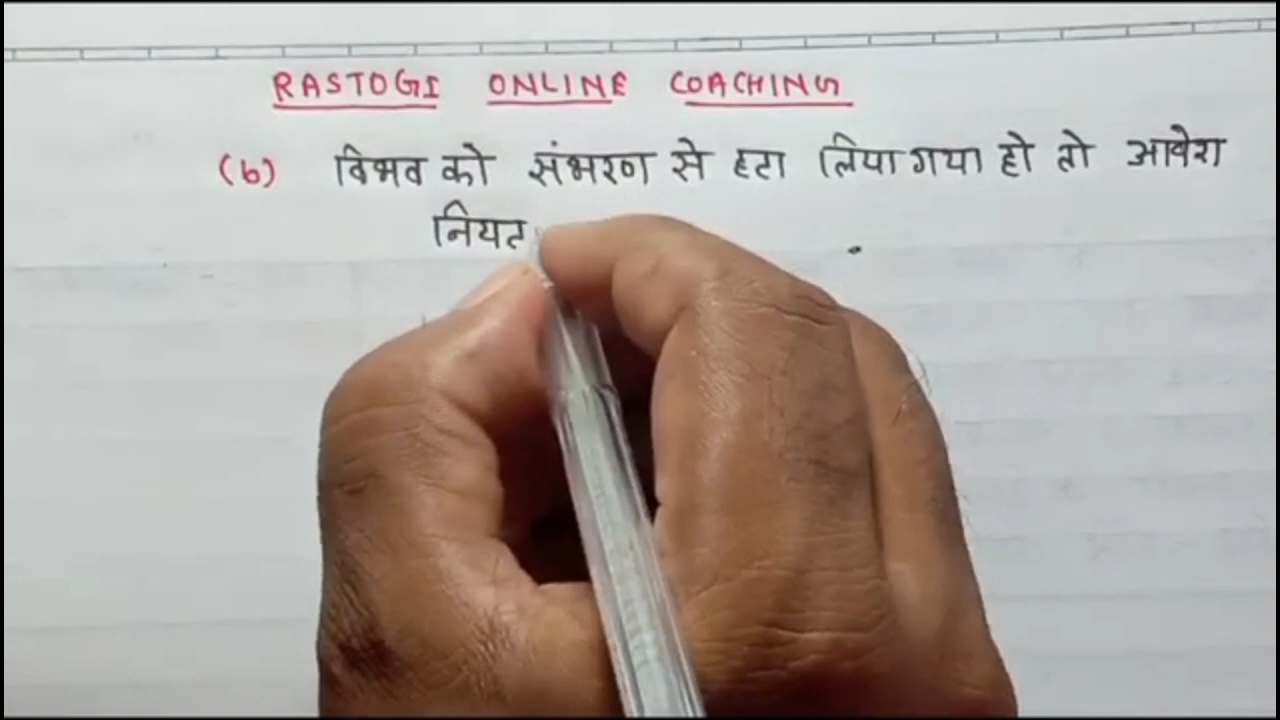 RASTOGI ONLINE COACHING
(b) विभव को संभरण से हटा लिया गया हो तो आवेश
नियत